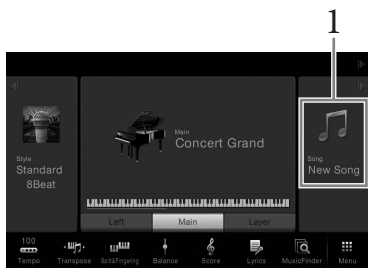 1
Style
Standard
8Beat
Main
Concert Grand
Song
New Song
Left Main Layer
100
Tempo Transpose Split&Fingering Balance Score Lyrics MusicFinder Menu